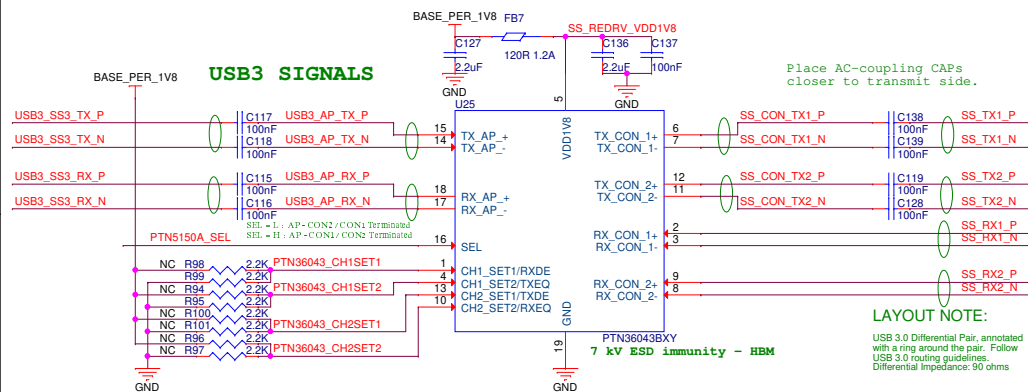 BASE_PER_1V8
FB7
SS_REDRV_VDD1V8
C127
2.2uF
120R 1.2A
C136
2.2uF
C137
100nF
GND
GND
BASE_PER_1V8
USB3 SIGNALS
Place AC-coupling CAPs
closer to transmit side.
U25
5
VDD1V8
USB3_SS3_TX_P
C117
100nF
USB3_AP_TX_P
15
TX_AP_+
USB3_SS3_TX_N
C118
100nF
USB3_AP_TX_N
14
TX_AP_-
USB3_SS3_RX_P
C115
100nF
USB3_AP_RX_P
18
RX_AP_+
USB3_SS3_RX_N
C116
100nF
USB3_AP_RX_N
17
RX_AP_-
SEL = L : AP - CON2 / CON1 Terminated
SEL = H : AP - CON1 / CON2 Terminated
PTN5150A_SEL
16
SEL
NC
R98
2.2K
PTN36043_CH1SET1
1
CH1_SET1/RXDE
R99
2.2K
4
CH1_SET2/TXEQ
NC
R94
2.2K
PTN36043_CH1SET2
13
CH2_SET1/TXDE
R95
2.2K
10
CH2_SET2/RXEQ
NC
R100
2.2K
NC
R101
2.2K
PTN36043_CH2SET1
R96
2.2K
NC
R97
2.2K
PTN36043_CH2SET2
GND
TX_CON_1+
6
SS_CON_TX1_P
C138
100nF
SS_TX1_P
TX_CON_1-
7
SS_CON_TX1_N
C139
100nF
SS_TX1_N
TX_CON_2+
12
SS_CON_TX2_P
C119
100nF
SS_TX2_P
TX_CON_2-
11
SS_CON_TX2_N
C128
100nF
SS_TX2_N
RX_CON_1+
2
SS_RX1_P
RX_CON_1-
3
SS_RX1_N
RX_CON_2+
9
SS_RX2_P
RX_CON_2-
8
SS_RX2_N
GND
19
PTN36043BXY
7 kV ESD immunity - HBM
GND
LAYOUT NOTE:
USB 3.0 Differential Pair, annotated
with a ring around the pair. Follow
USB 3.0 routing guidelines.
Differential Impedance: 90 ohms